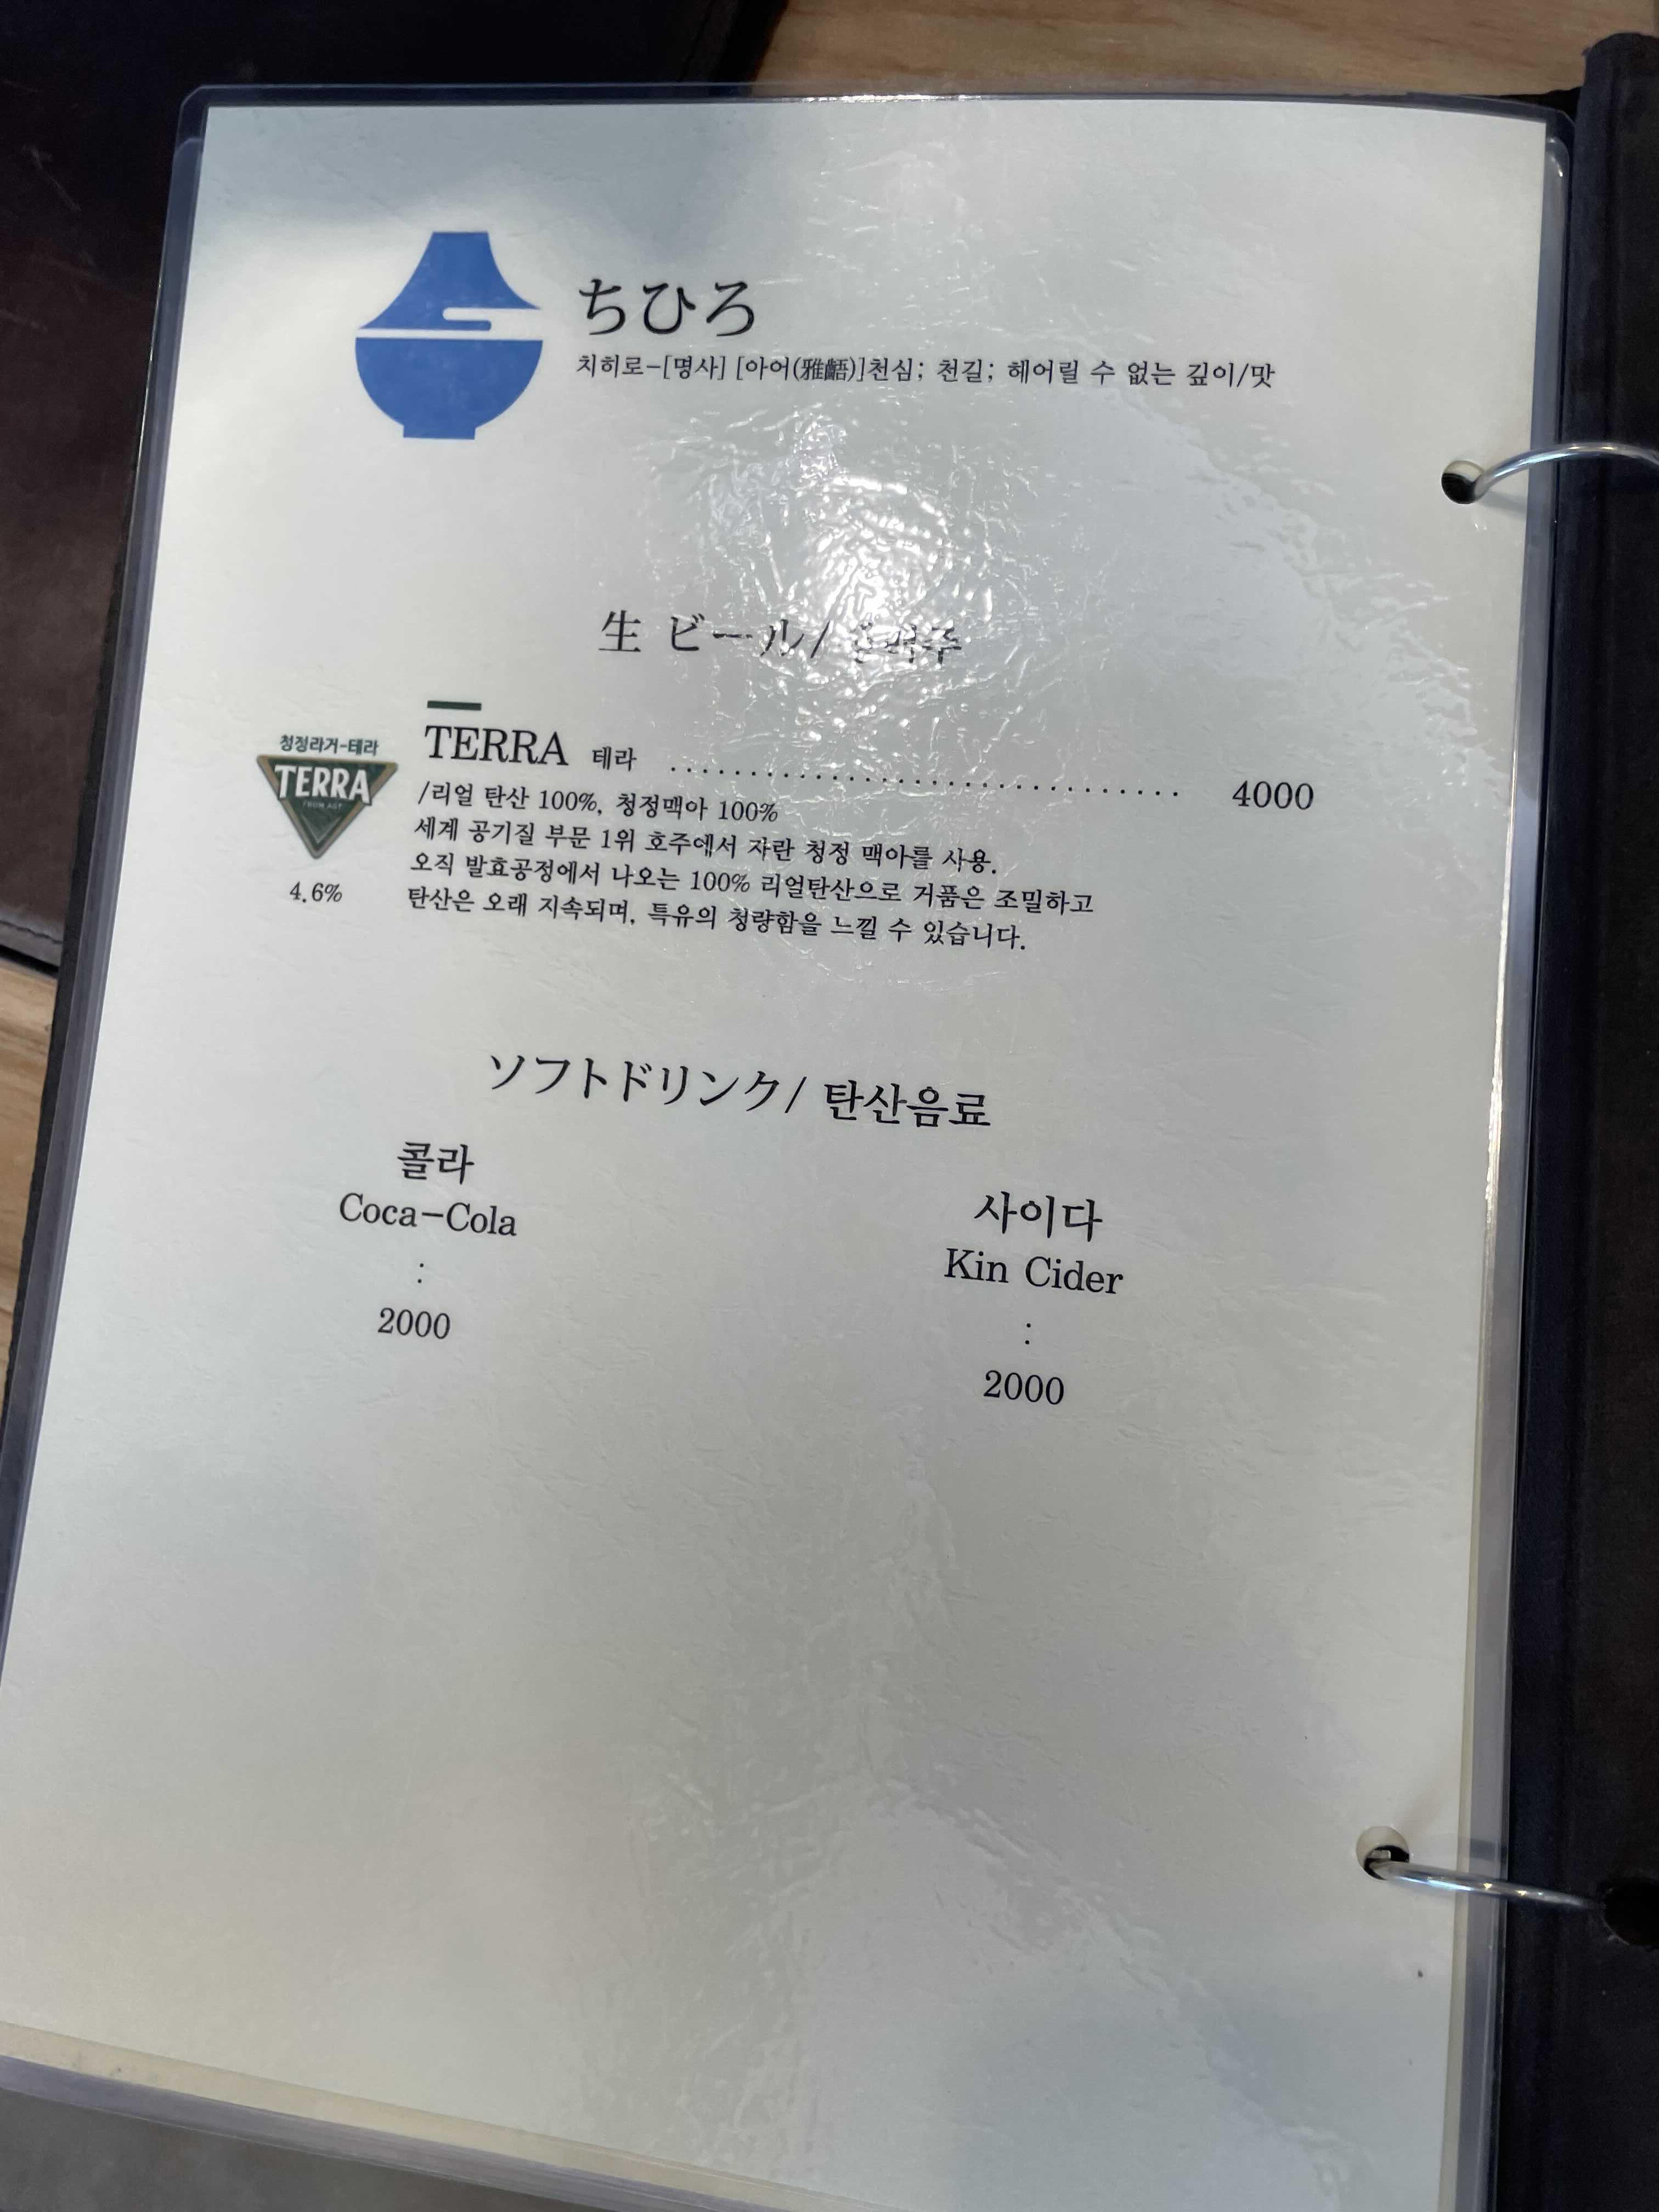 ちひろ
치히로-[명사] [아어(雅齬)]천심; 천길; 헤어릴 수 없는 깊이/맛
生 ビール/
청정라거-테라
TERRA
4.6%
TERRA 테라 ........................................ 4000
/리얼 탄산 100%, 청정맥아 100%
세계 공기질 부문 1위 호주에서 자란 청정 맥아를 사용.
오직 발효공정에서 나오는 100% 리얼탄산으로 거품은 조밀하고
탄산은 오래 지속되며, 특유의 청량함을 느낄 수 있습니다.
ソフトドリンク/ 탄산음료
콜라
Coca-Cola
:
2000
사이다
Kin Cider
:
2000